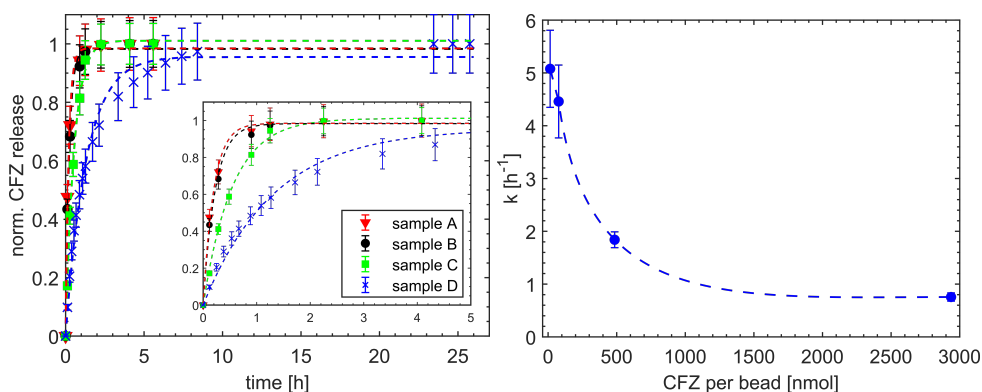 norm. CFZ release
1
0.8
0.6
0.4
0.2
0
0 5 10 15 20 25
time [h]
1
0.8
0.6
0.4
0.2
0
0 1 2 3 4 5
sample A
sample B
sample C
sample D
k [h⁻¹]
6
5
4
3
2
1
0
0 500 1000 1500 2000 2500 3000
CFZ per bead [nmol]